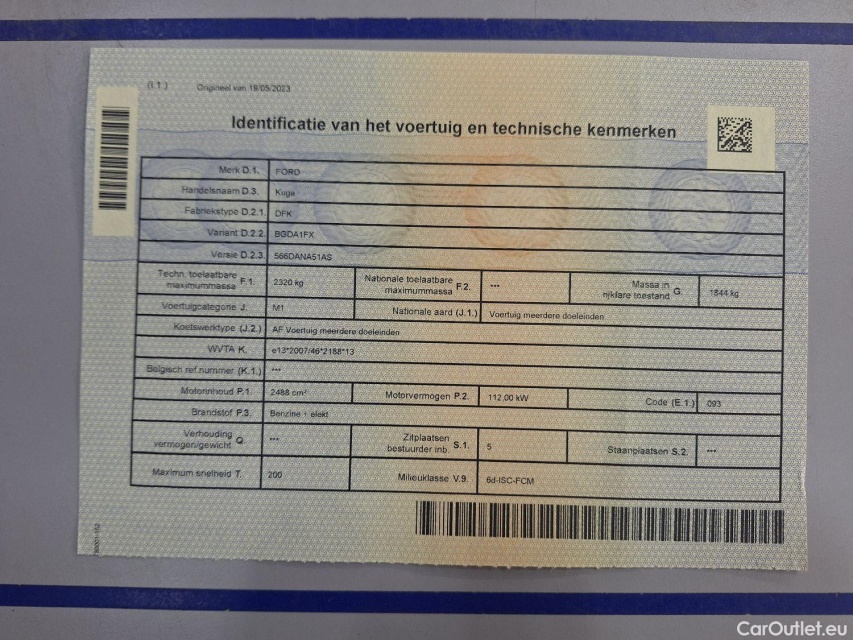 (I.1.) Origineel van 19/05/2023
Identificatie van het voertuig en technische kenmerken
Merk D.1. FORD
Handelsnaam D.3. Kuga
Fabriekstype D.2.1. DFK
Variant D.2.2. BGDA1FX
Versie D.2.3. 566DANA51AS
Techn. toelaatbare maximummassa F.1. 2320 kg Nationale toelaatbare maximummassa F.2. --- Massa in rijklare toestand G. 1844 kg
Voertuigcategorie J. M1 Nationale aard (J.1.) Voertuig meerdere doeleinden
Koetswerktype (J.2.) AF Voertuig meerdere doeleinden
WVTA K. e13*2007/46*2188*13
Belgisch ref.nummer (K.1.) ---
Motorinhoud P.1. 2488 cm³ Motorvermogen P.2. 112,00 kW Code (E.1.) 093
Brandstof P.3. Benzine + elekt
Verhouding vermogen/gewicht Q. --- Zitplaatsen bestuurder inb. S.1. 5 Staanplaatsen S.2. ---
Maximum snelheid T. 200 Milieuklasse V.9. 6d-ISC-FCM
CarOutlet.eu